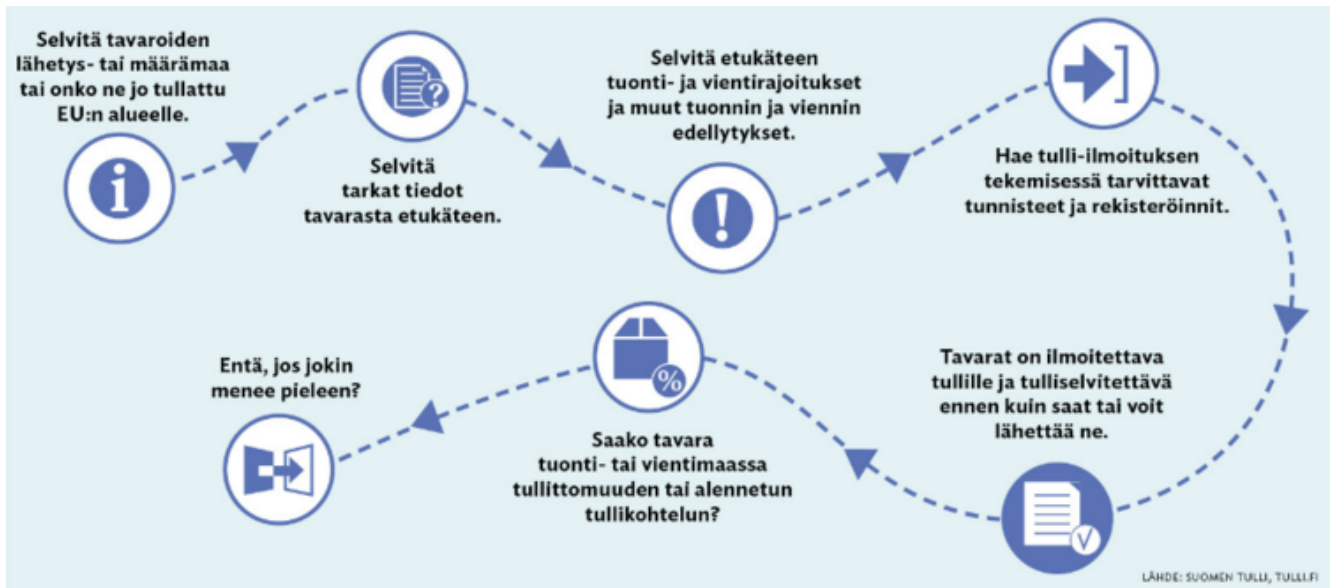 Selvitä tavaroiden
lähetys- tai määrämaa
tai onko ne jo tullattu
EU:n alueelle.
Selvitä
tarkat tiedot
tavarasta etukäteen.
Selvitä etukäteen
tuonti- ja vientirajoitukset
ja muut tuonnin ja viennin
edellytykset.
Hae tulli-ilmoituksen
tekemisessä tarvittavat
tunnisteet ja rekisteröinnit.
Tavarat on ilmoitettava
tullille ja tulliselvitettävä
ennen kuin saat tai voit
lähettää ne.
Saako tavara
tuonti- tai vientimaassa
tullittomuuden tai alennetun
tullikohtelun?
Entä, jos jokin
menee pieleen?
LÄHDE: SUOMEN TULLI, TULLI.FI